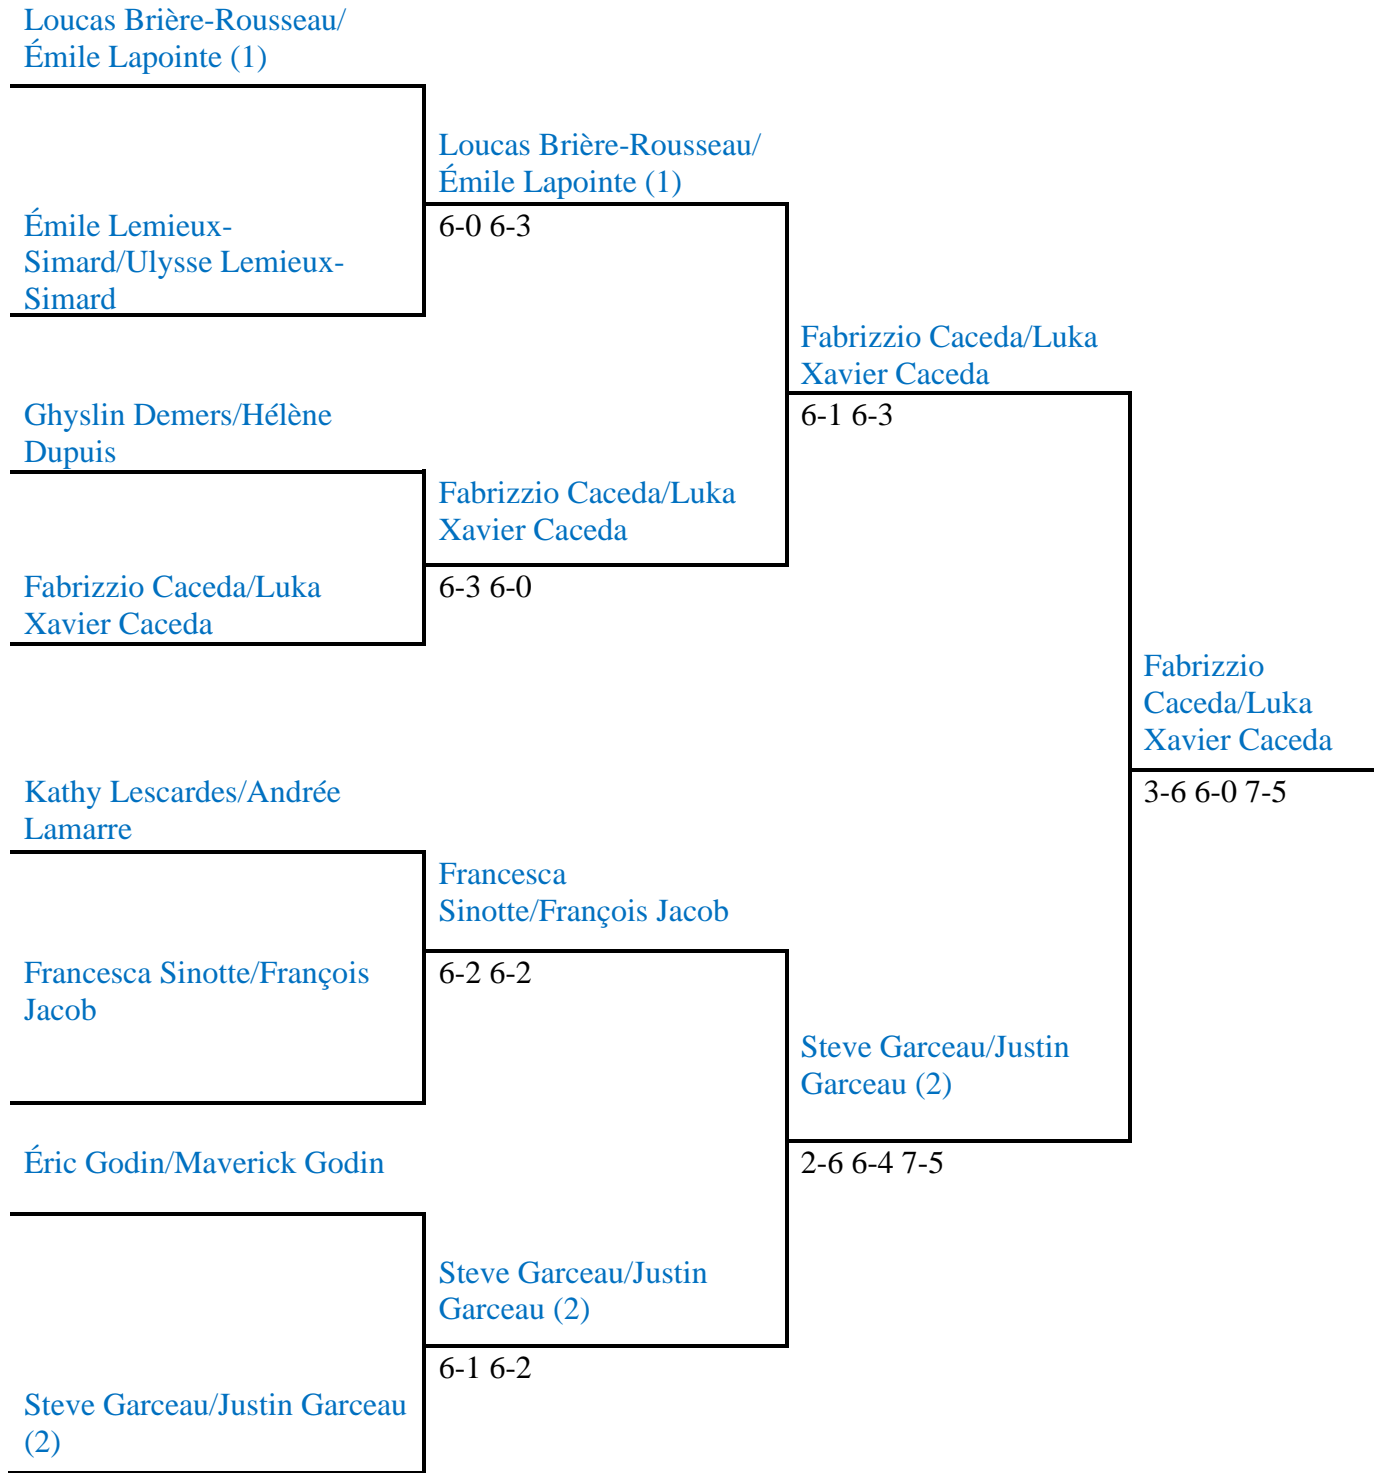 Loucas Brière-Rousseau/
Émile Lapointe (1)
Loucas Brière-Rousseau/
Émile Lapointe (1)
Émile Lemieux-
Simard/Ulysse Lemieux-
Simard
6-0 6-3
Fabrizzio Caceda/Luka
Xavier Caceda
Ghyslin Demers/Hélène
Dupuis
6-1 6-3
Fabrizzio Caceda/Luka
Xavier Caceda
Fabrizzio Caceda/Luka
Xavier Caceda
6-3 6-0
Fabrizzio
Caceda/Luka
Xavier Caceda
Kathy Lescardes/Andrée
Lamarre
3-6 6-0 7-5
Francesca
Sinotte/François Jacob
Francesca Sinotte/François
Jacob
6-2 6-2
Steve Garceau/Justin
Garceau (2)
Éric Godin/Maverick Godin
2-6 6-4 7-5
Steve Garceau/Justin
Garceau (2)
6-1 6-2
Steve Garceau/Justin Garceau
(2)